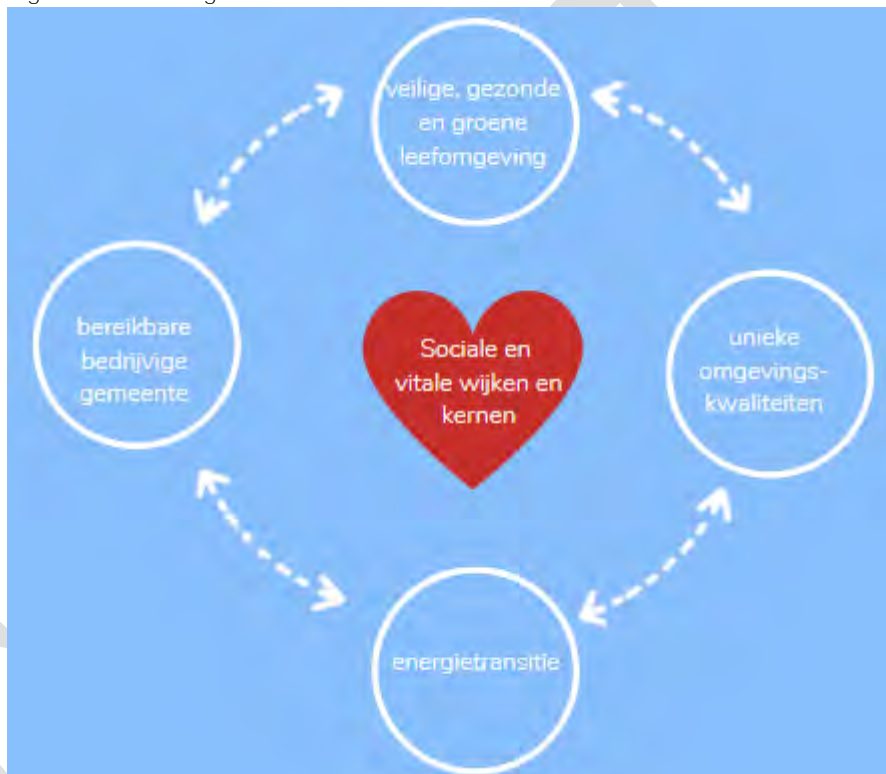 veilige, gezonde
en groene
leefomgeving
bereikbare
bedrijvige
gemeente
Sociale en
vitale wijken en
kernen
unieke
omgevings-
kwaliteiten
energietransitie